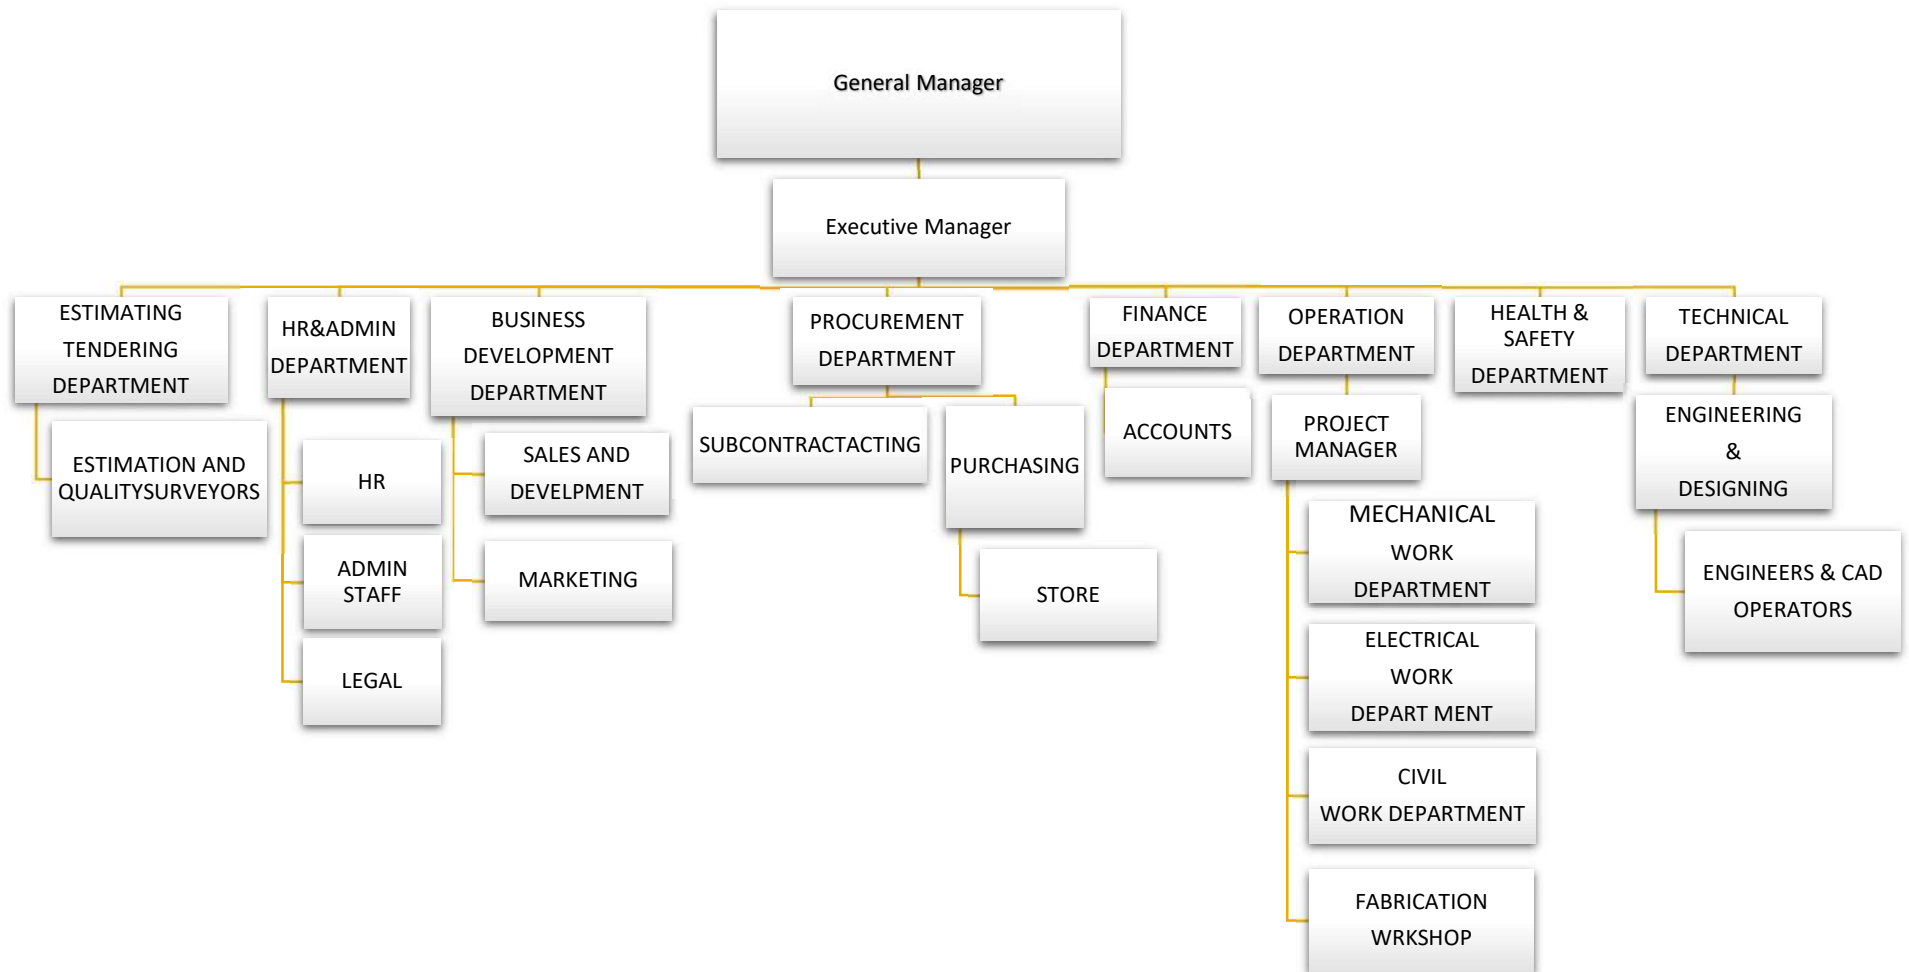 General Manager
Executive Manager
ESTIMATING
TENDERING
DEPARTMENT
HR&ADMIN
DEPARTMENT
BUSINESS
DEVELOPMENT
DEPARTMENT
PROCUREMENT
DEPARTMENT
FINANCE
DEPARTMENT
OPERATION
DEPARTMENT
HEALTH &
SAFETY
DEPARTMENT
TECHNICAL
DEPARTMENT
ESTIMATION AND
QUALITYSURVEYORS
HR
ADMIN
STAFF
LEGAL
SALES AND
DEVELPMENT
MARKETING
SUBCONTRACTACTING
PURCHASING
STORE
ACCOUNTS
PROJECT
MANAGER
MECHANICAL
WORK
DEPARTMENT
ELECTRICAL
WORK
DEPART MENT
CIVIL
WORK DEPARTMENT
FABRICATION
WRKSHOP
ENGINEERING
&
DESIGNING
ENGINEERS & CAD
OPERATORS